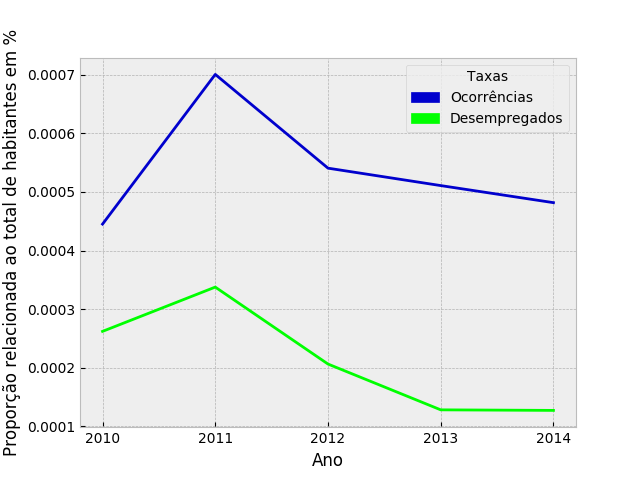 Proporção relacionada ao total de habitantes em %
0.0007
0.0006
0.0005
0.0004
0.0003
0.0002
0.0001
Taxas
Ocorrências
Desempregados
2010 2011 2012 2013 2014
Ano